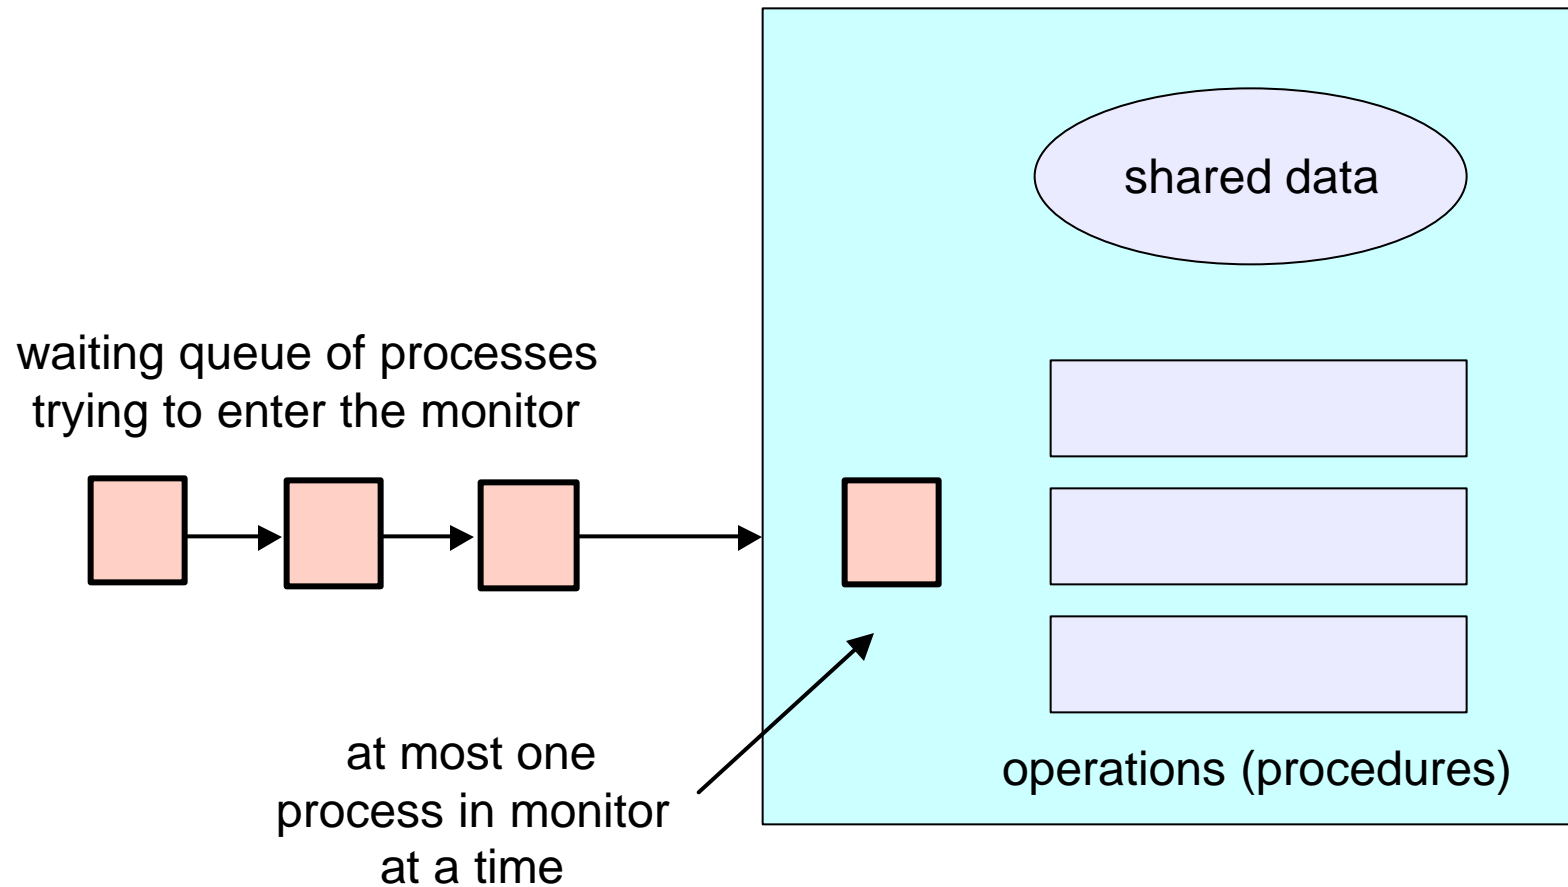 shared data
waiting queue of processes
trying to enter the monitor
at most one
process in monitor
at a time
operations (procedures)